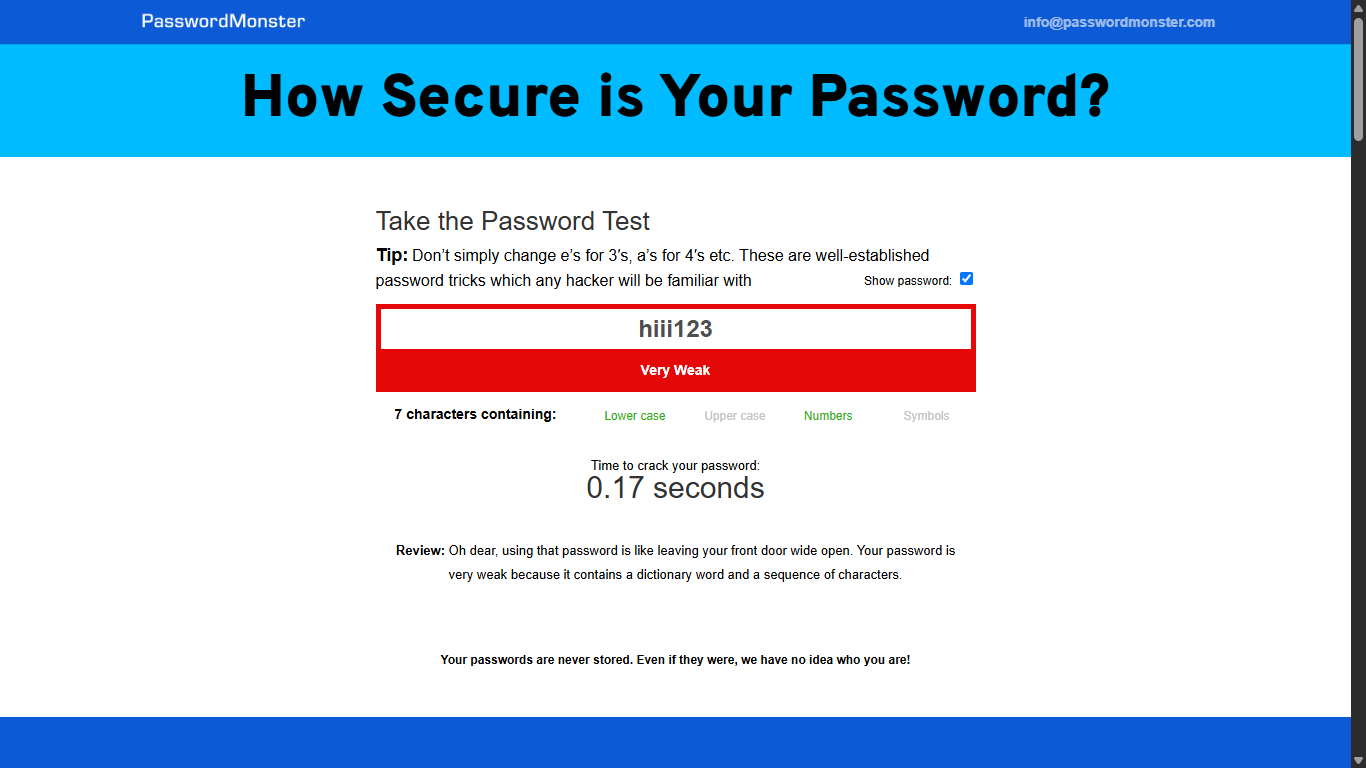 PasswordMonster
info@passwordmonster.com
How Secure is Your Password?
Take the Password Test
Tip: Don’t simply change e’s for 3′s, a’s for 4′s etc. These are well-established
password tricks which any hacker will be familiar with
Show password:
hiii123
Very Weak
7 characters containing: Lower case Upper case Numbers Symbols
Time to crack your password:
0.17 seconds
Review: Oh dear, using that password is like leaving your front door wide open. Your password is
very weak because it contains a dictionary word and a sequence of characters.
Your passwords are never stored. Even if they were, we have no idea who you are!